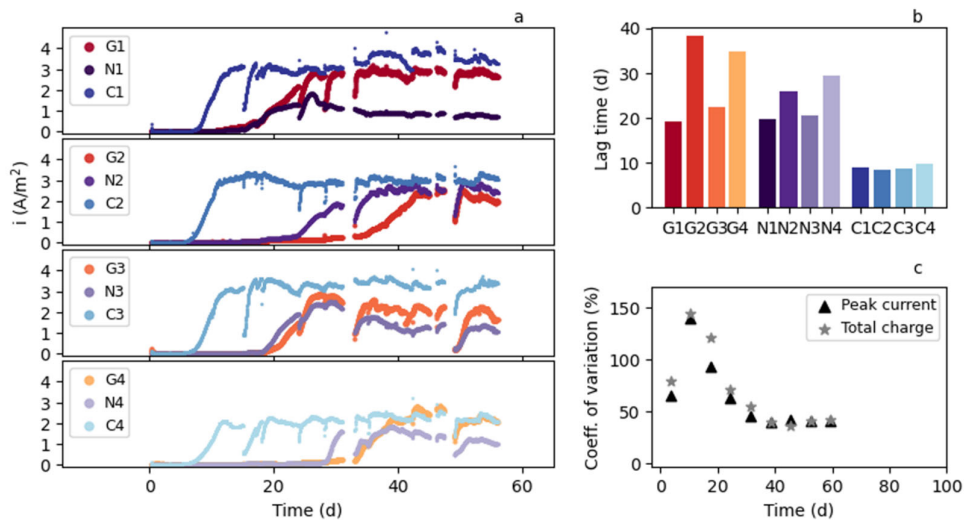 a
i (A/m²)
4
3
2
1
0
G1
N1
C1
4
3
2
1
0
G2
N2
C2
4
3
2
1
0
G3
N3
C3
4
3
2
1
0
G4
N4
C4
0 20 40 60
Time (d)
b
Lag time (d)
40
30
20
10
0
G1G2G3G4 N1N2N3N4 C1C2C3C4
c
Coeff. of variation (%)
150
100
50
0
Peak current
Total charge
0 20 40 60 80 100
Time (d)